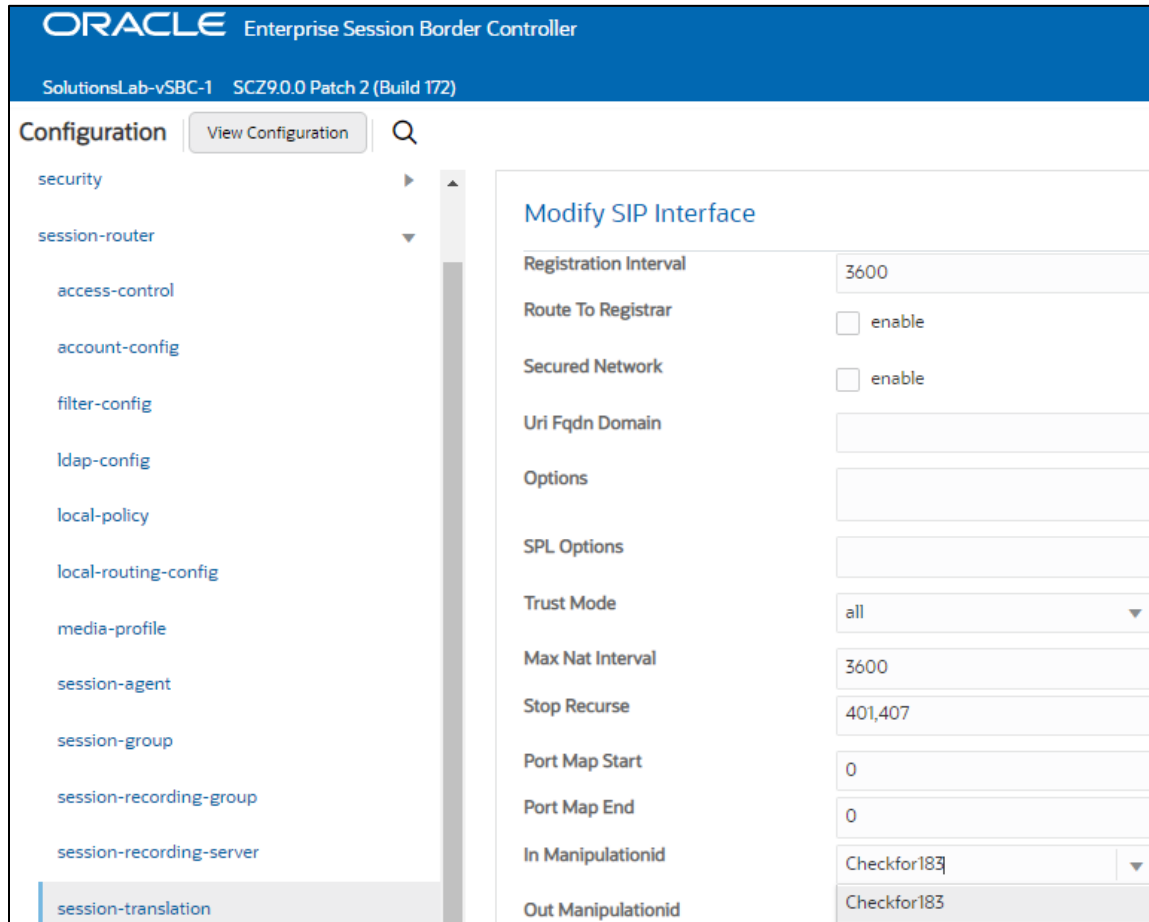 ORACLE Enterprise Session Border Controller
SolutionsLab-vSBC-1 SCZ9.0.0 Patch 2 (Build 172)
Configuration View Configuration
security
session-router
access-control
account-config
filter-config
ldap-config
local-policy
local-routing-config
media-profile
session-agent
session-group
session-recording-group
session-recording-server
session-translation
Modify SIP Interface
Registration Interval 3600
Route To Registrar enable
Secured Network enable
Uri Fqdn Domain
Options
SPL Options
Trust Mode all
Max Nat Interval 3600
Stop Recurse 401,407
Port Map Start 0
Port Map End 0
In Manipulationid Checkfor183
Checkfor183
Out Manipulationid